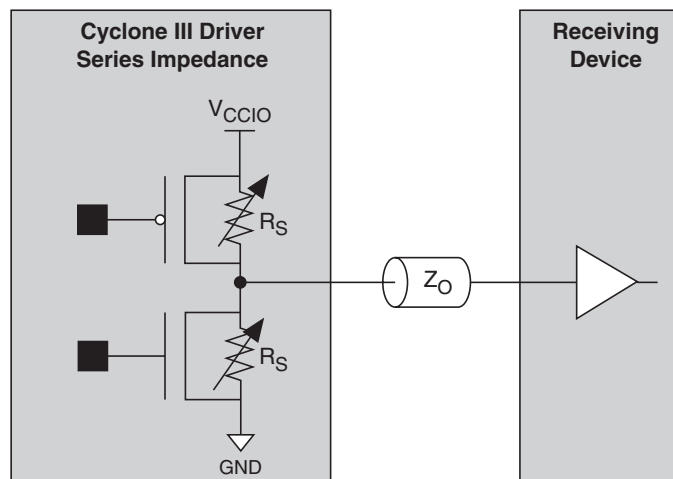 Cyclone III Driver
Series Impedance
Receiving
Device
VCCIO
RS
ZO
RS
GND